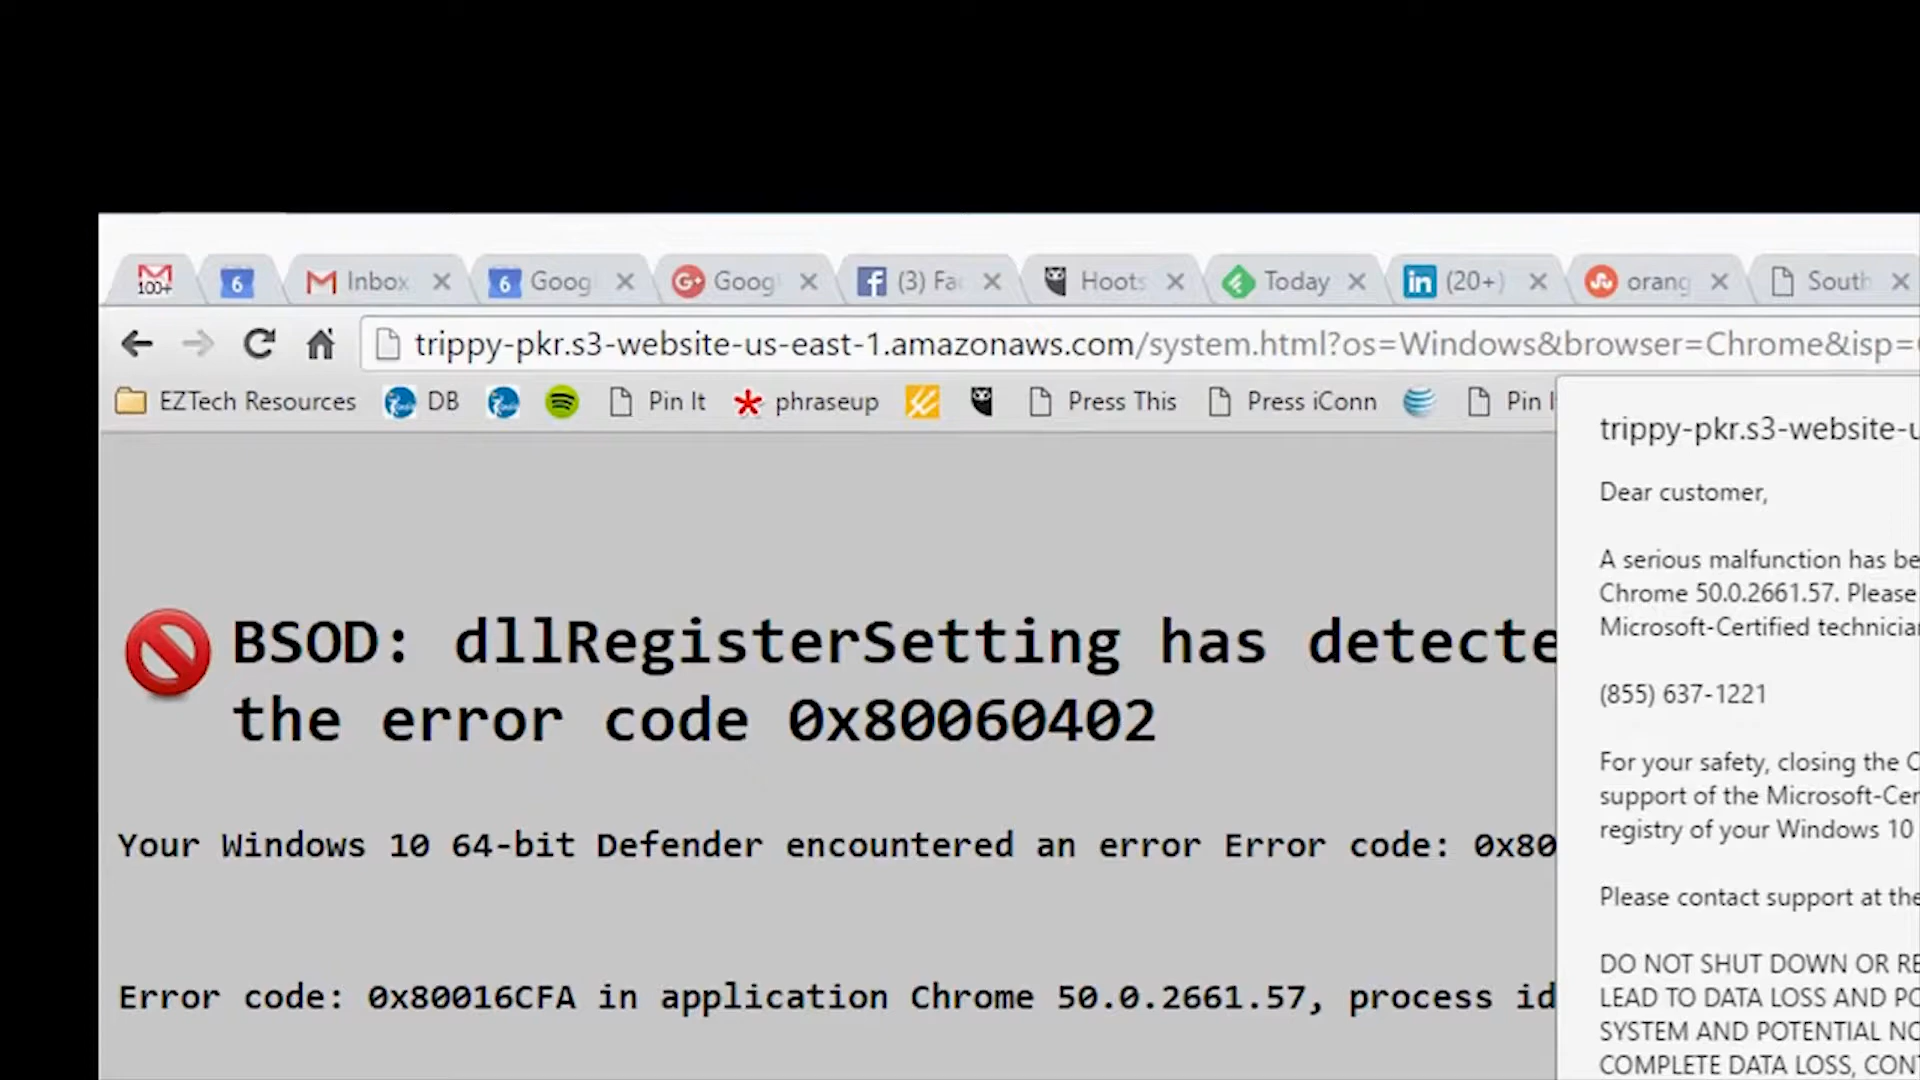 100+
6
Inbox
6
Goog
G+
Goog
f
(3) Fa
Hoots
Today
in
(20+)
orang
South
trippy-pkr.s3-website-us-east-1.amazonaws.com/system.html?os=Windows&browser=Chrome&isp=
EZTech Resources
DB
Pin It
phraseup
Press This
Press iConn
Pin I
trippy-pkr.s3-website-u
Dear customer,
A serious malfunction has be
Chrome 50.0.2661.57. Please
Microsoft-Certified technicia
(855) 637-1221
For your safety, closing the C
support of the Microsoft-Cer
registry of your Windows 10
Please contact support at the
DO NOT SHUT DOWN OR RE
LEAD TO DATA LOSS AND PO
SYSTEM AND POTENTIAL NO
COMPLETE DATA LOSS, CON
BSOD: dllRegisterSetting has detecte
the error code 0x80060402
Your Windows 10 64-bit Defender encountered an error Error code: 0x80
Error code: 0x80016CFA in application Chrome 50.0.2661.57, process id